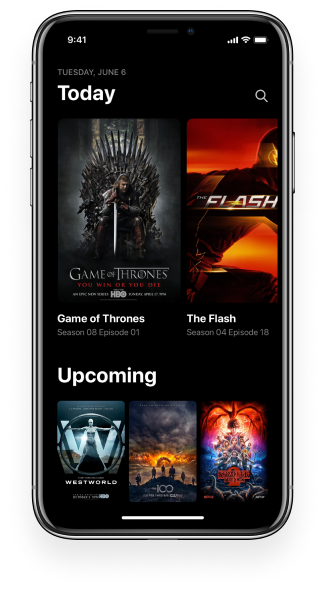 9:41
TUESDAY, JUNE 6
Today
THE FLASH
GAME OF THRONES
YOU WIN OR YOU DIE
AN EPIC NEW SERIES HBO SUNDAY, APRIL 17, 9PM
Game of Thrones
The Flash
Season 08 Episode 01
Season 04 Episode 18
Upcoming
WESTWORLD
HBO
THE 100
STRANGER THINGS
NETFLIX